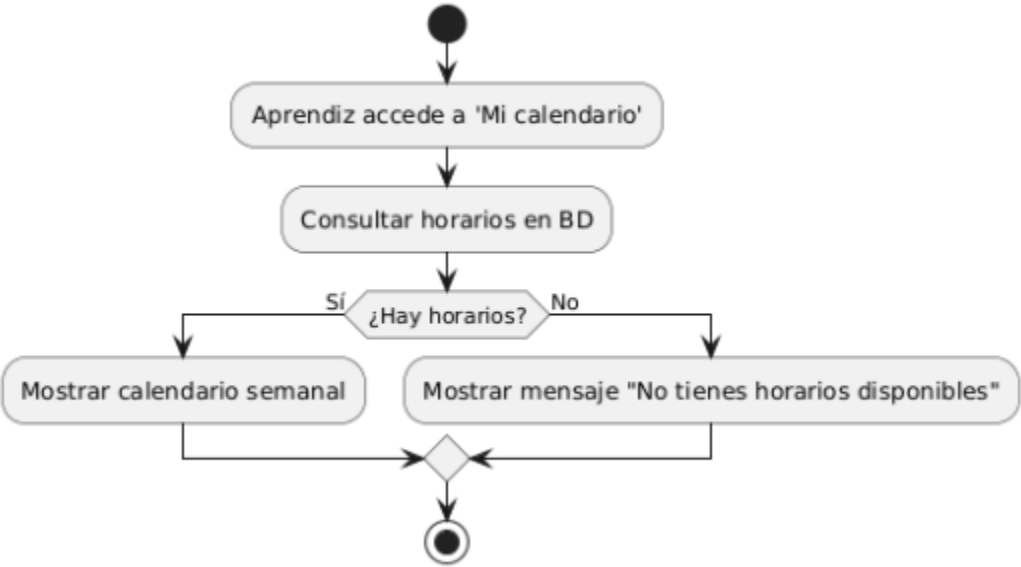 Aprendiz accede a 'Mi calendario'
Consultar horarios en BD
Sí
¿Hay horarios?
No
Mostrar calendario semanal
Mostrar mensaje "No tienes horarios disponibles"